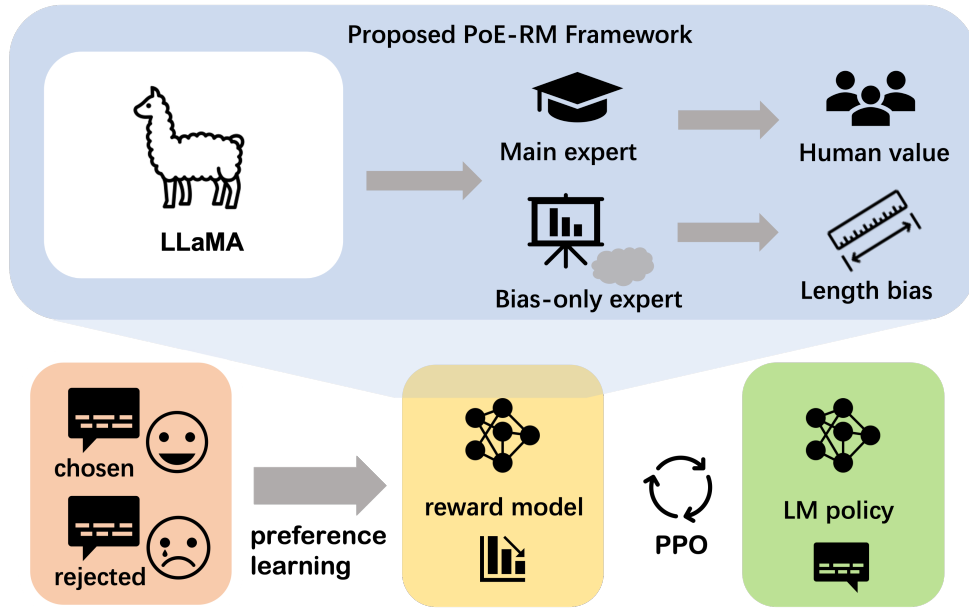 Proposed PoE-RM Framework
LLaMA
Main expert
Human value
Bias-only expert
Length bias
chosen
rejected
preference
learning
reward model
PPO
LM policy